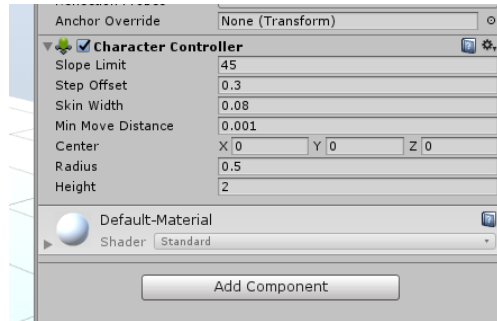 Anchor Override None (Transform)
Character Controller
Slope Limit 45
Step Offset 0.3
Skin Width 0.08
Min Move Distance 0.001
Center X 0 Y 0 Z 0
Radius 0.5
Height 2
Default-Material
Shader Standard
Add Component